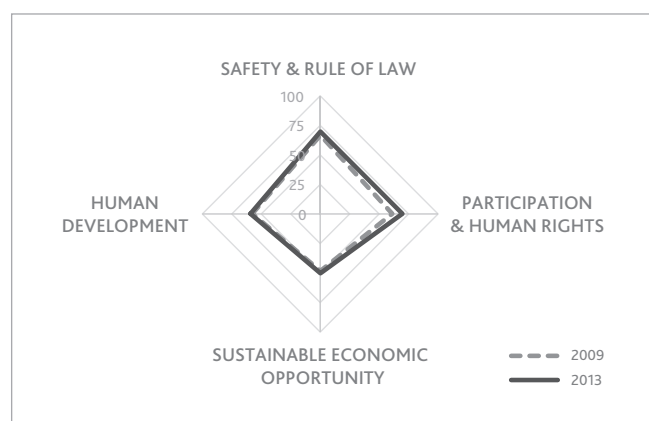 SAFETY & RULE OF LAW
100
75
50
25
0
HUMAN
DEVELOPMENT
PARTICIPATION
& HUMAN RIGHTS
SUSTAINABLE ECONOMIC
OPPORTUNITY
2009
2013